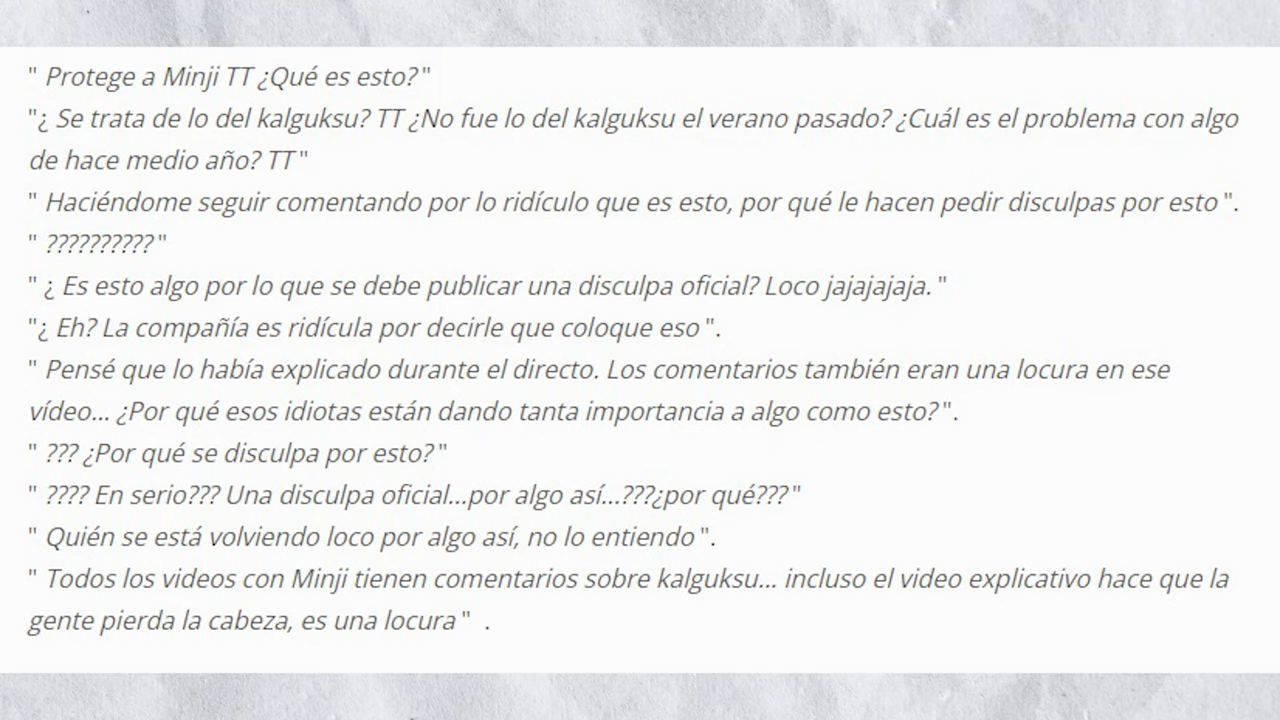 " Protege a Minji TT ¿Qué es esto? "
"¿ Se trata de lo del kalguksu? TT ¿No fue lo del kalguksu el verano pasado? ¿Cuál es el problema con algo
de hace medio año? TT "
" Haciéndome seguir comentando por lo ridículo que es esto, por qué le hacen pedir disculpas por esto ".
" ?????????? "
" ¿ Es esto algo por lo que se debe publicar una disculpa oficial? Loco jajajajaja. "
"¿ Eh? La compañía es ridícula por decirle que coloque eso ".
" Pensé que lo había explicado durante el directo. Los comentarios también eran una locura en ese
vídeo... ¿Por qué esos idiotas están dando tanta importancia a algo como esto? ".
" ??? ¿Por qué se disculpa por esto? "
" ???? En serio??? Una disculpa oficial...por algo así...???¿por qué??? "
" Quién se está volviendo loco por algo así, no lo entiendo ".
" Todos los videos con Minji tienen comentarios sobre kalguksu... incluso el video explicativo hace que la
gente pierda la cabeza, es una locura " .